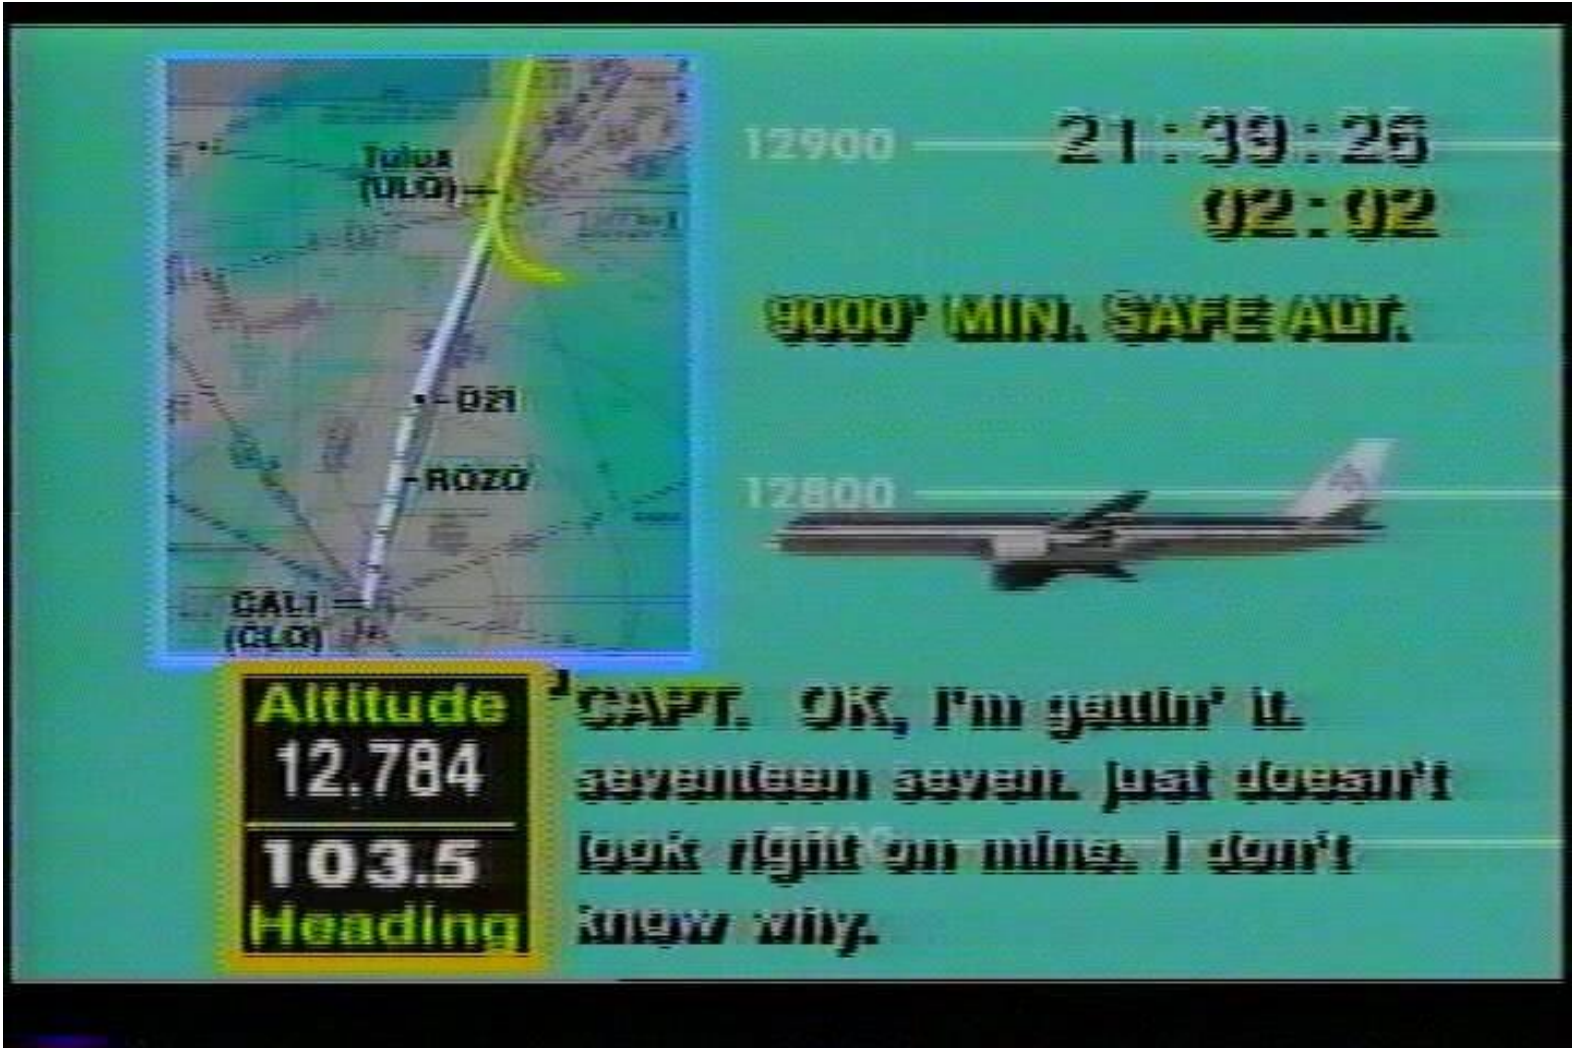 Tulua
(ULQ)
D21
ROZO
CALI
(CLO)
12900
21:39:26
02:02
9000' MIN. SAFE ALT.
12800
Altitude
12.784
103.5
Heading
CAPT. OK, I'm gettin' it.
seventeen seven. just doesn't
look right on mine. I don't
know why.